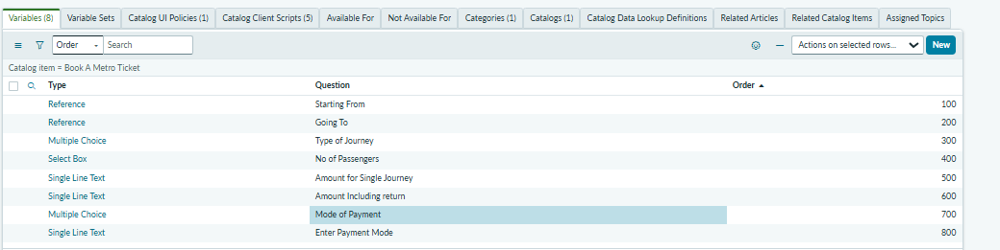 Variables (8) Variable Sets Catalog UI Policies (1) Catalog Client Scripts (5) Available For Not Available For Categories (1) Catalogs (1) Catalog Data Lookup Definitions Related Articles Related Catalog Items Assigned Topics
Order Search Actions on selected rows... New
Catalog item = Book A Metro Ticket
Type Question Order
Reference Starting From 100
Reference Going To 200
Multiple Choice Type of Journey 300
Select Box No of Passengers 400
Single Line Text Amount for Single Journey 500
Single Line Text Amount Including return 600
Multiple Choice Mode of Payment 700
Single Line Text Enter Payment Mode 800